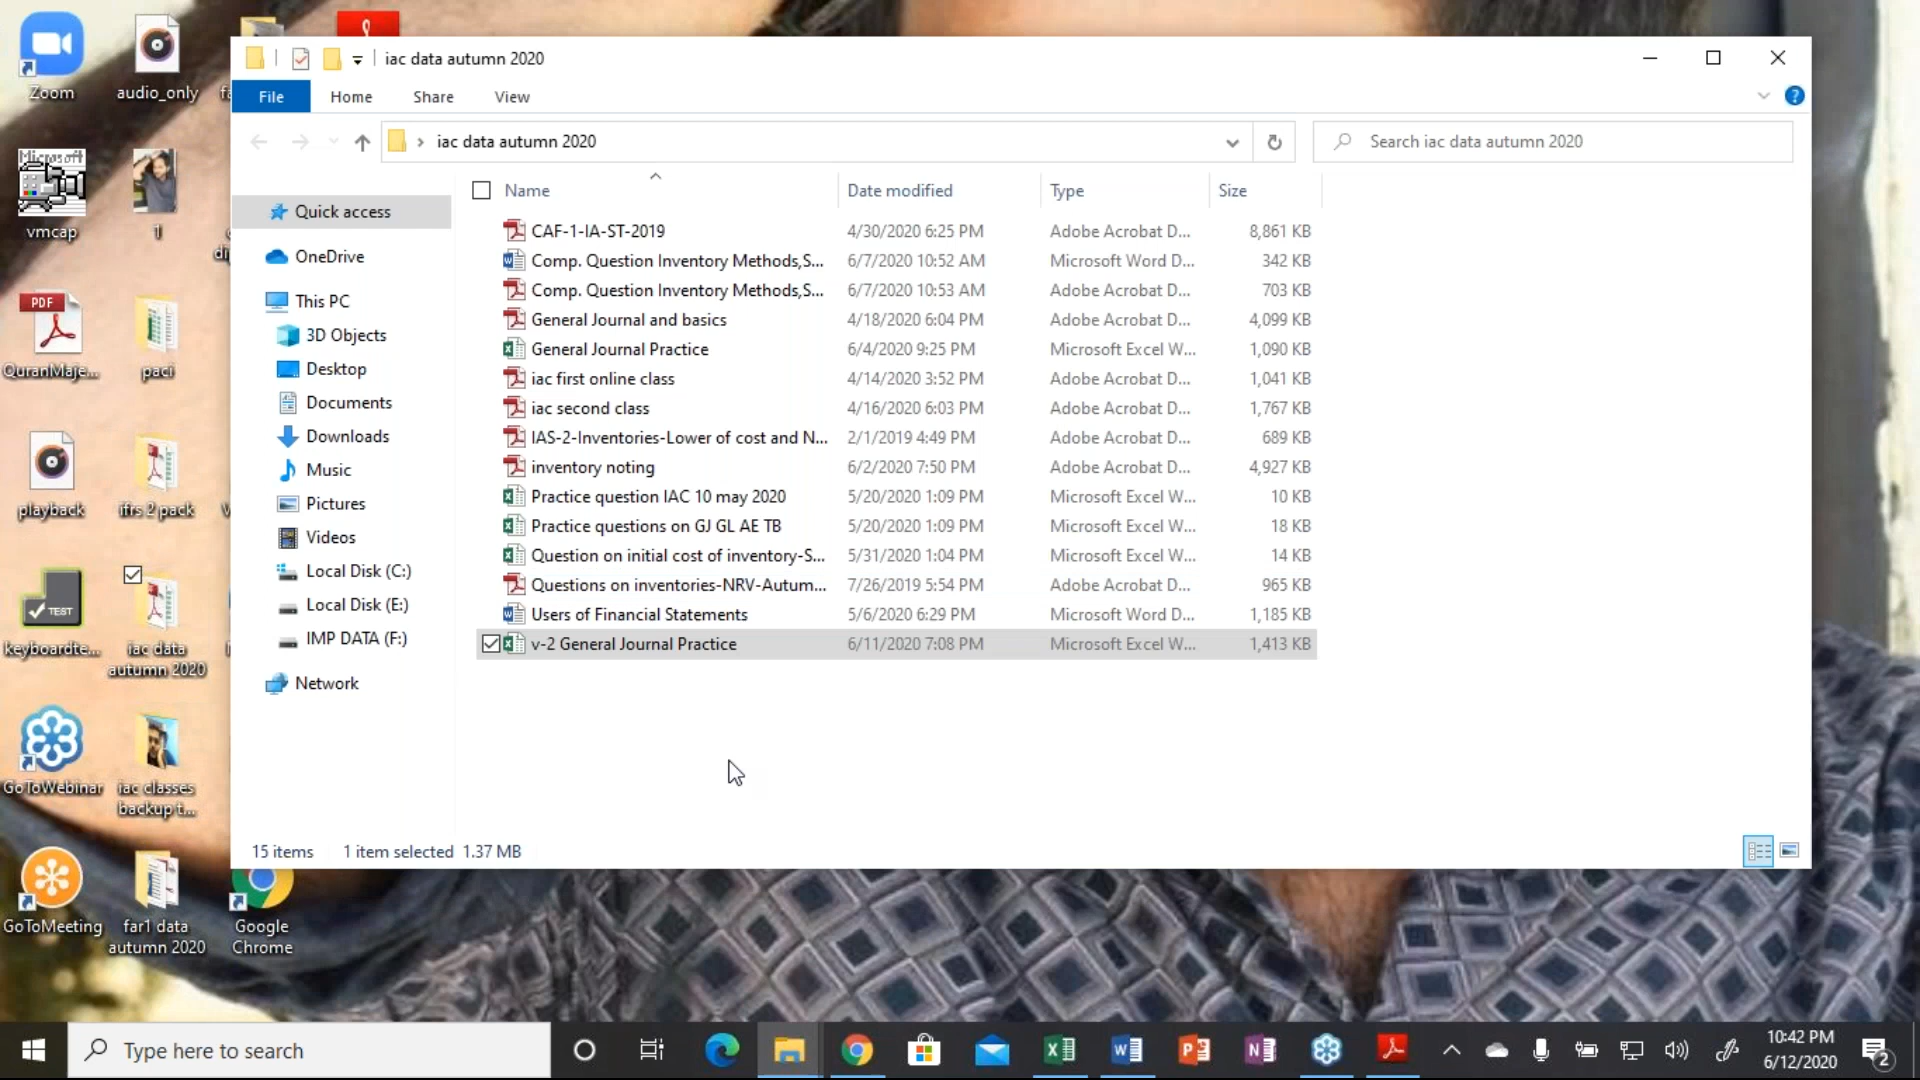 Zoom
audio_only
iac data autumn 2020
File
Home
Share
View
iac data autumn 2020
Search iac data autumn 2020
Name
Date modified
Type
Size
CAF-1-IA-ST-2019 4/30/2020 6:25 PM Adobe Acrobat D... 8,861 KB
Comp. Question Inventory Methods,S... 6/7/2020 10:52 AM Microsoft Word D... 342 KB
Comp. Question Inventory Methods,S... 6/7/2020 10:53 AM Adobe Acrobat D... 703 KB
General Journal and basics 4/18/2020 6:04 PM Adobe Acrobat D... 4,099 KB
General Journal Practice 6/4/2020 9:25 PM Microsoft Excel W... 1,090 KB
iac first online class 4/14/2020 3:52 PM Adobe Acrobat D... 1,041 KB
iac second class 4/16/2020 6:03 PM Adobe Acrobat D... 1,767 KB
IAS-2-Inventories-Lower of cost and N... 2/1/2019 4:49 PM Adobe Acrobat D... 689 KB
inventory noting 6/2/2020 7:50 PM Adobe Acrobat D... 4,927 KB
Practice question IAC 10 may 2020 5/20/2020 1:09 PM Microsoft Excel W... 10 KB
Practice questions on GJ GL AE TB 5/20/2020 1:09 PM Microsoft Excel W... 18 KB
Question on initial cost of inventory-S... 5/31/2020 1:04 PM Microsoft Excel W... 14 KB
Questions on inventories-NRV-Autum... 7/26/2019 5:54 PM Adobe Acrobat D... 965 KB
Users of Financial Statements 5/6/2020 6:29 PM Microsoft Word D... 1,185 KB
v-2 General Journal Practice 6/11/2020 7:08 PM Microsoft Excel W... 1,413 KB
Quick access
OneDrive
This PC
3D Objects
Desktop
Documents
Downloads
Music
Pictures
Videos
Local Disk (C:)
Local Disk (E:)
IMP DATA (F:)
Network
15 items 1 item selected 1.37 MB
Microsoft
vmcap
1
PDF
QuranMaje...
paci
playback
ifrs 2 pack
TEST
keyboardte...
iac data
autumn 2020
GoToWebinar
iac classes
backup t...
GoToMeeting
far1 data
autumn 2020
Google
Chrome
Type here to search
10:42 PM
6/12/2020
2